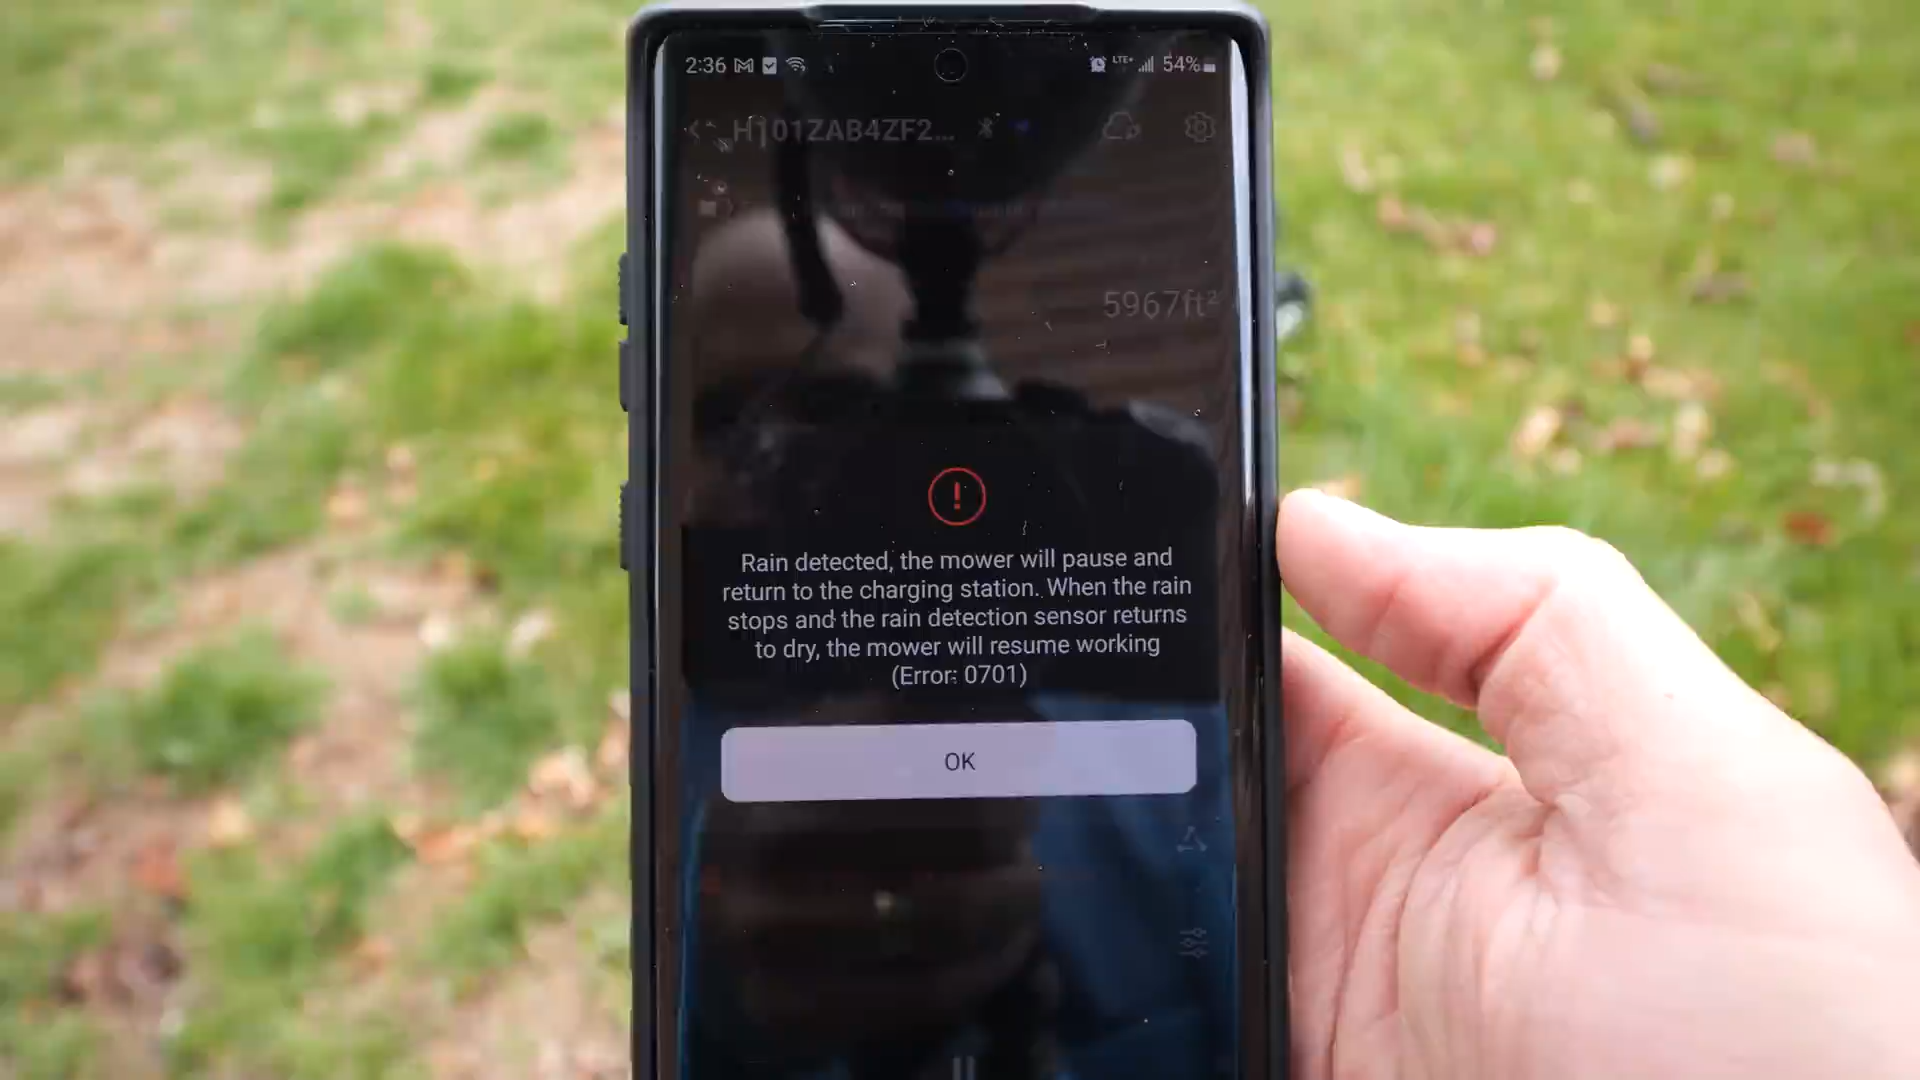 2:36 LTE+ 54%
H101ZAB4ZF2...
5967ft²
Rain detected, the mower will pause and
return to the charging station. When the rain
stops and the rain detection sensor returns
to dry, the mower will resume working
(Error: 0701)
OK